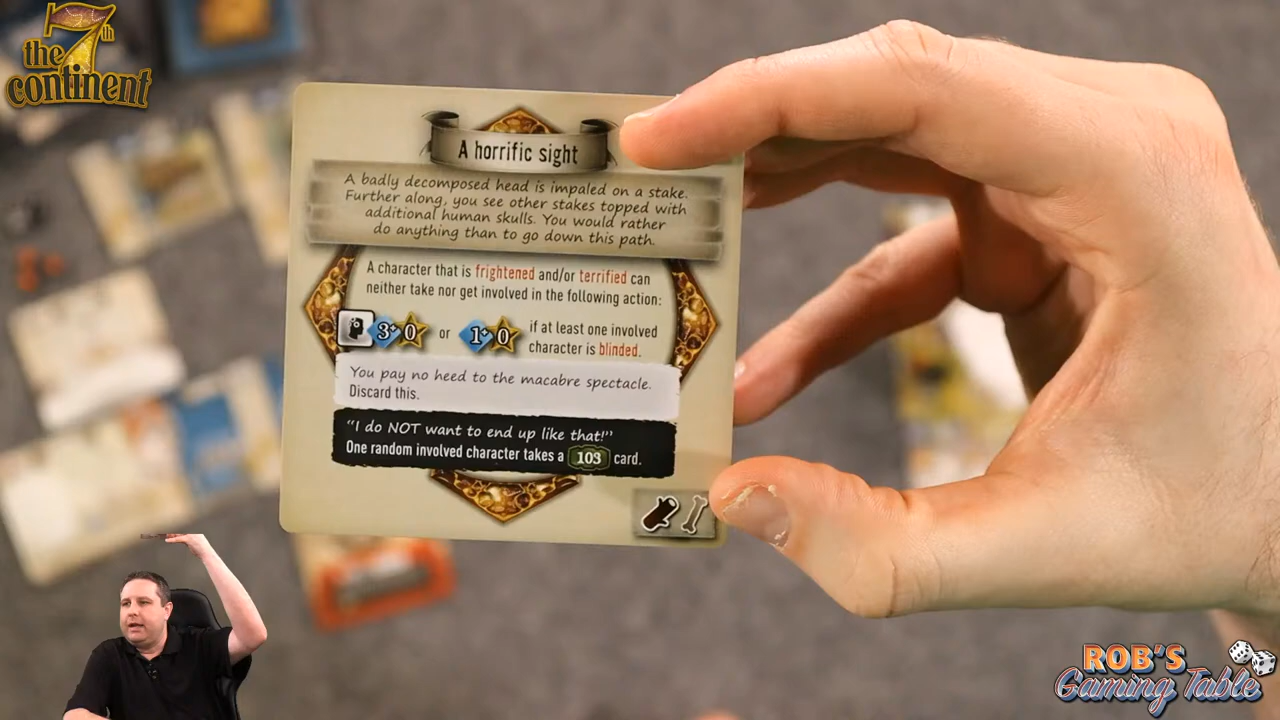 the
7th
continent
A horrific sight
A badly decomposed head is impaled on a stake.
Further along, you see other stakes topped with
additional human skulls. You would rather
do anything than to go down this path.
A character that is frightened and/or terrified can
neither take nor get involved in the following action:
3+ 0 or 1+ 0 if at least one involved
character is blinded.
You pay no heed to the macabre spectacle.
Discard this.
"I do NOT want to end up like that!"
One random involved character takes a 103 card.
ROB'S
Gaming Table